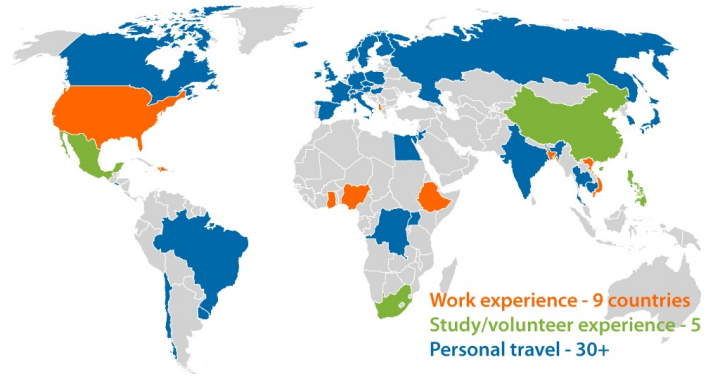 Work experience - 9 countries
Study/volunteer experience - 5
Personal travel - 30+